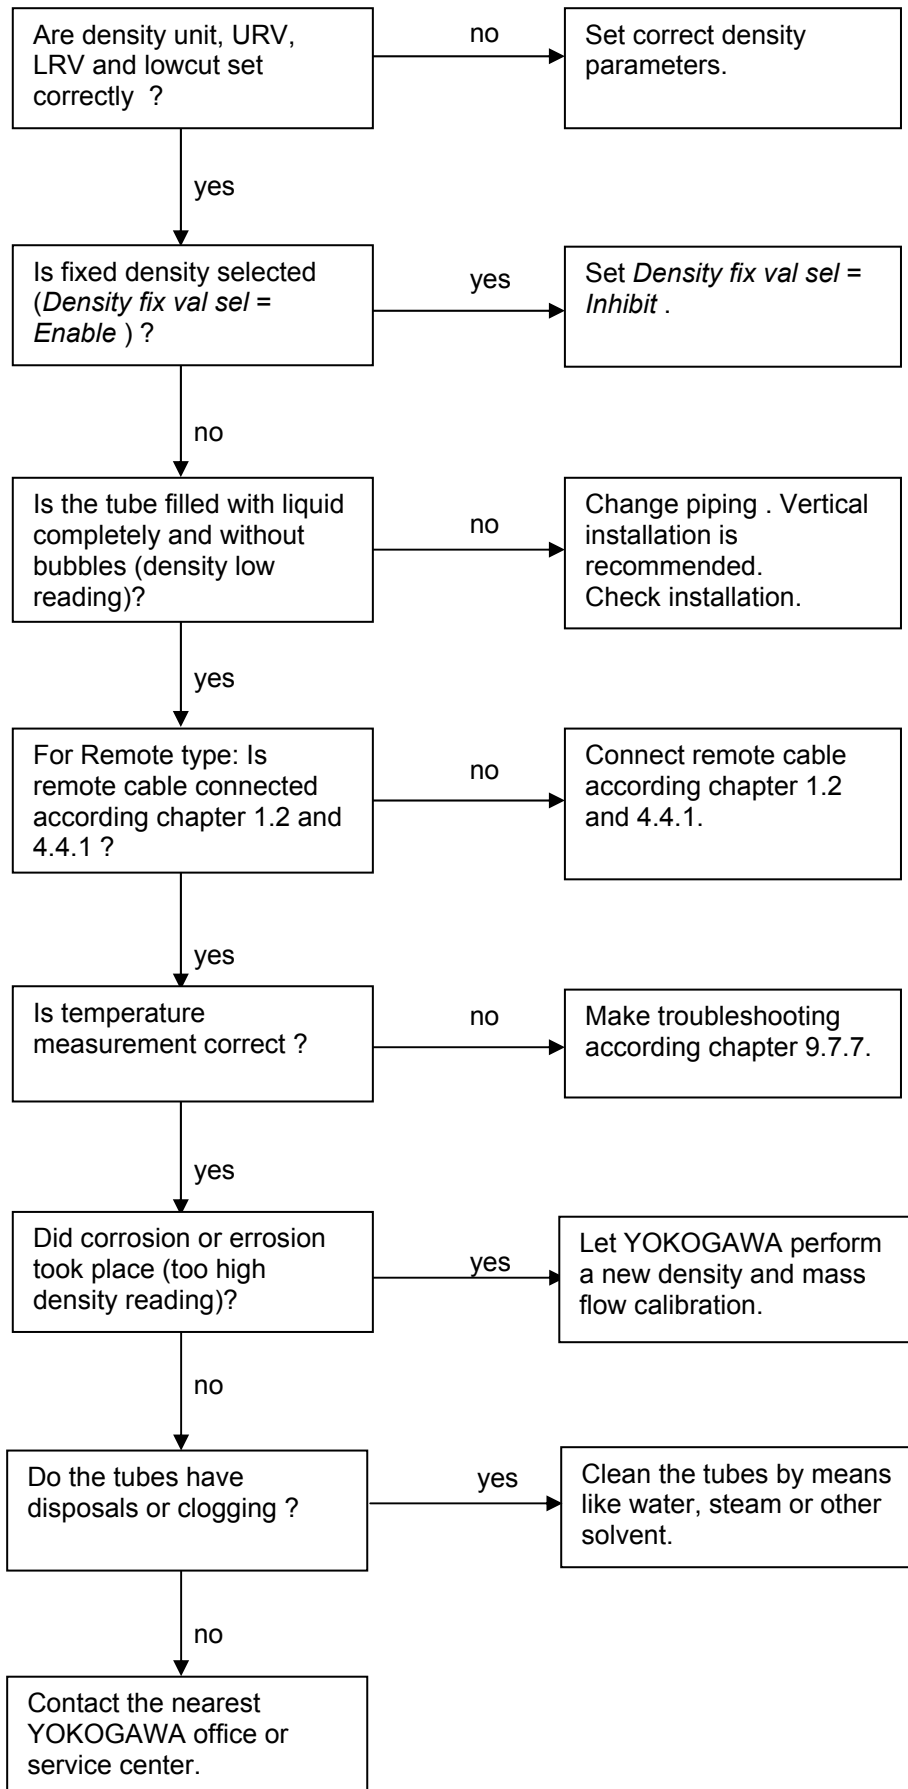 Are density unit, URV,
LRV and lowcut set
correctly  ?
no
Set correct density
parameters.
yes
Is fixed density selected
(Density fix val sel =
Enable ) ?
yes
Set Density fix val sel =
Inhibit .
no
Is the tube filled with liquid
completely and without
bubbles (density low
reading)?
no
Change piping . Vertical
installation is
recommended.
Check installation.
yes
For Remote type: Is
remote cable connected
according chapter 1.2 and
4.4.1 ?
no
Connect remote cable
according chapter 1.2
and 4.4.1.
yes
Is temperature
measurement correct ?
no
Make troubleshooting
according chapter 9.7.7.
yes
Did corrosion or errosion
took place (too high
density reading)?
yes
Let YOKOGAWA perform
a new density and mass
flow calibration.
no
Do the tubes have
disposals or clogging ?
yes
Clean the tubes by means
like water, steam or other
solvent.
no
Contact the nearest
YOKOGAWA office or
service center.